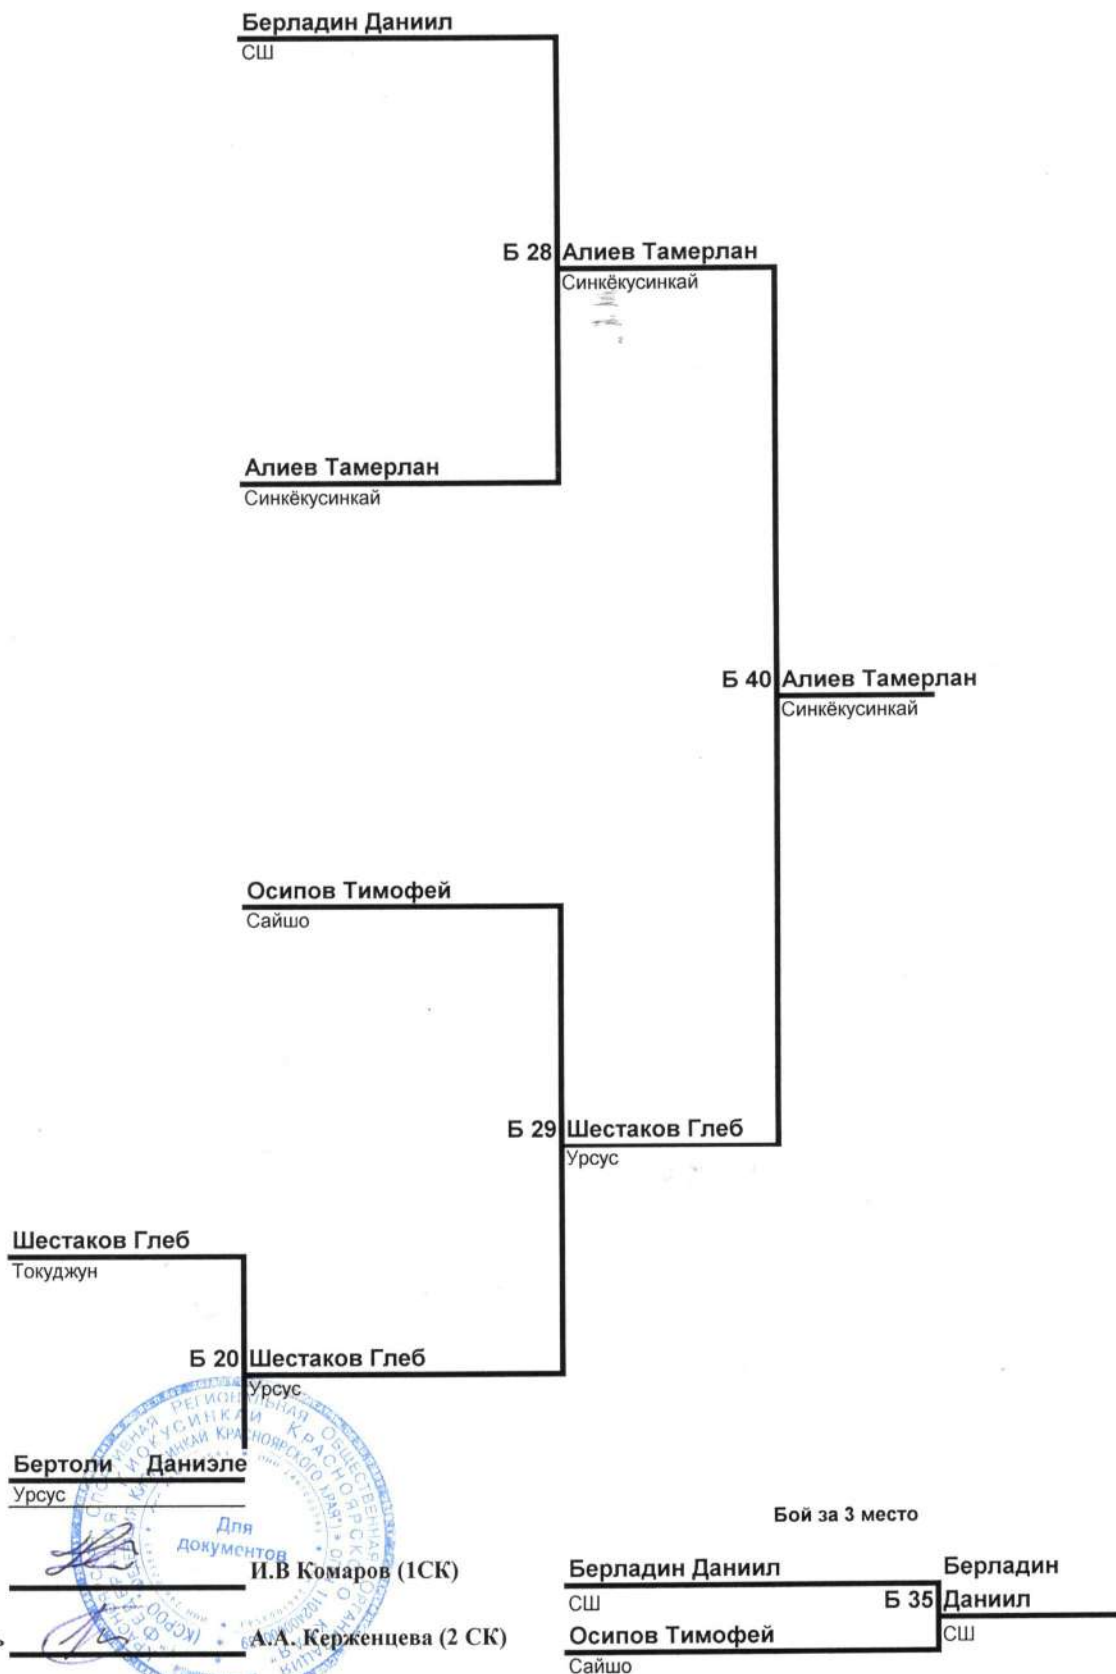 Берладин Даниил
СШ
Б 28 Алиев Тамерлан
Синкёкусинкай
Алиев Тамерлан
Синкёкусинкай
Б 40 Алиев Тамерлан
Синкёкусинкай
Осипов Тимофей
Сайшо
Б 29 Шестаков Глеб
Урсус
Шестаков Глеб
Токуджун
Б 20 Шестаков Глеб
Урсус
Бертоли Даниэле
Урсус
Для
документов
И.В Комаров (1СК)
А.А. Керженцева (2 СК)
Бой за 3 место
Берладин Даниил
СШ
Осипов Тимофей
Сайшо
Б 35
Берладин
Даниил
СШ